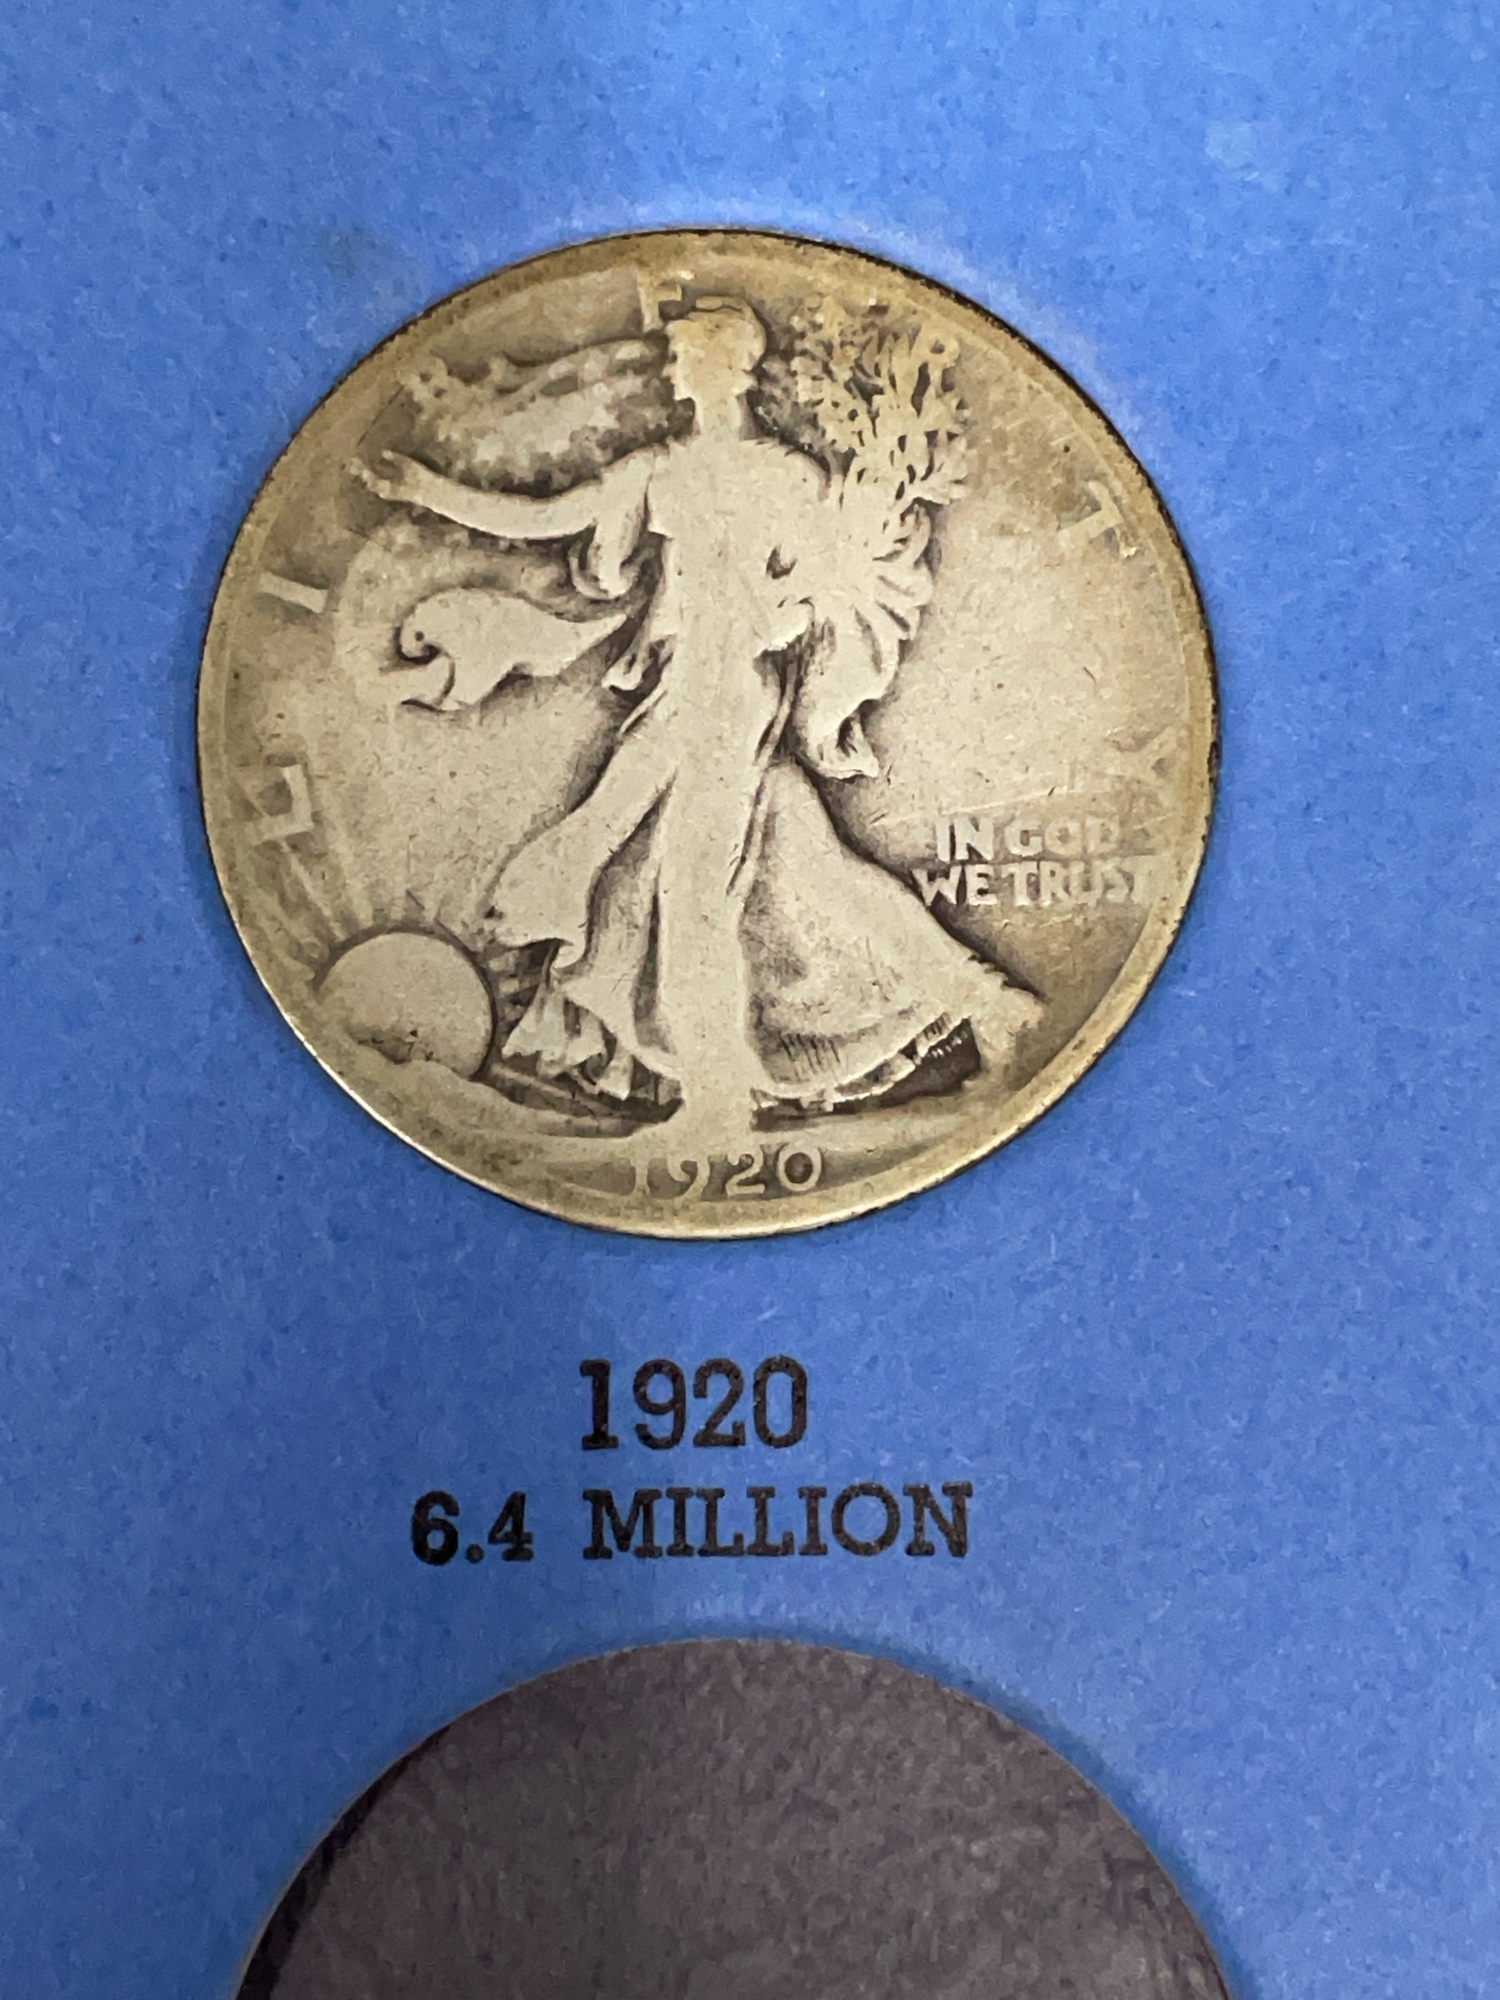 LIBERTY
IN GOD
WE TRUST
1920
1920
6.4 MILLION